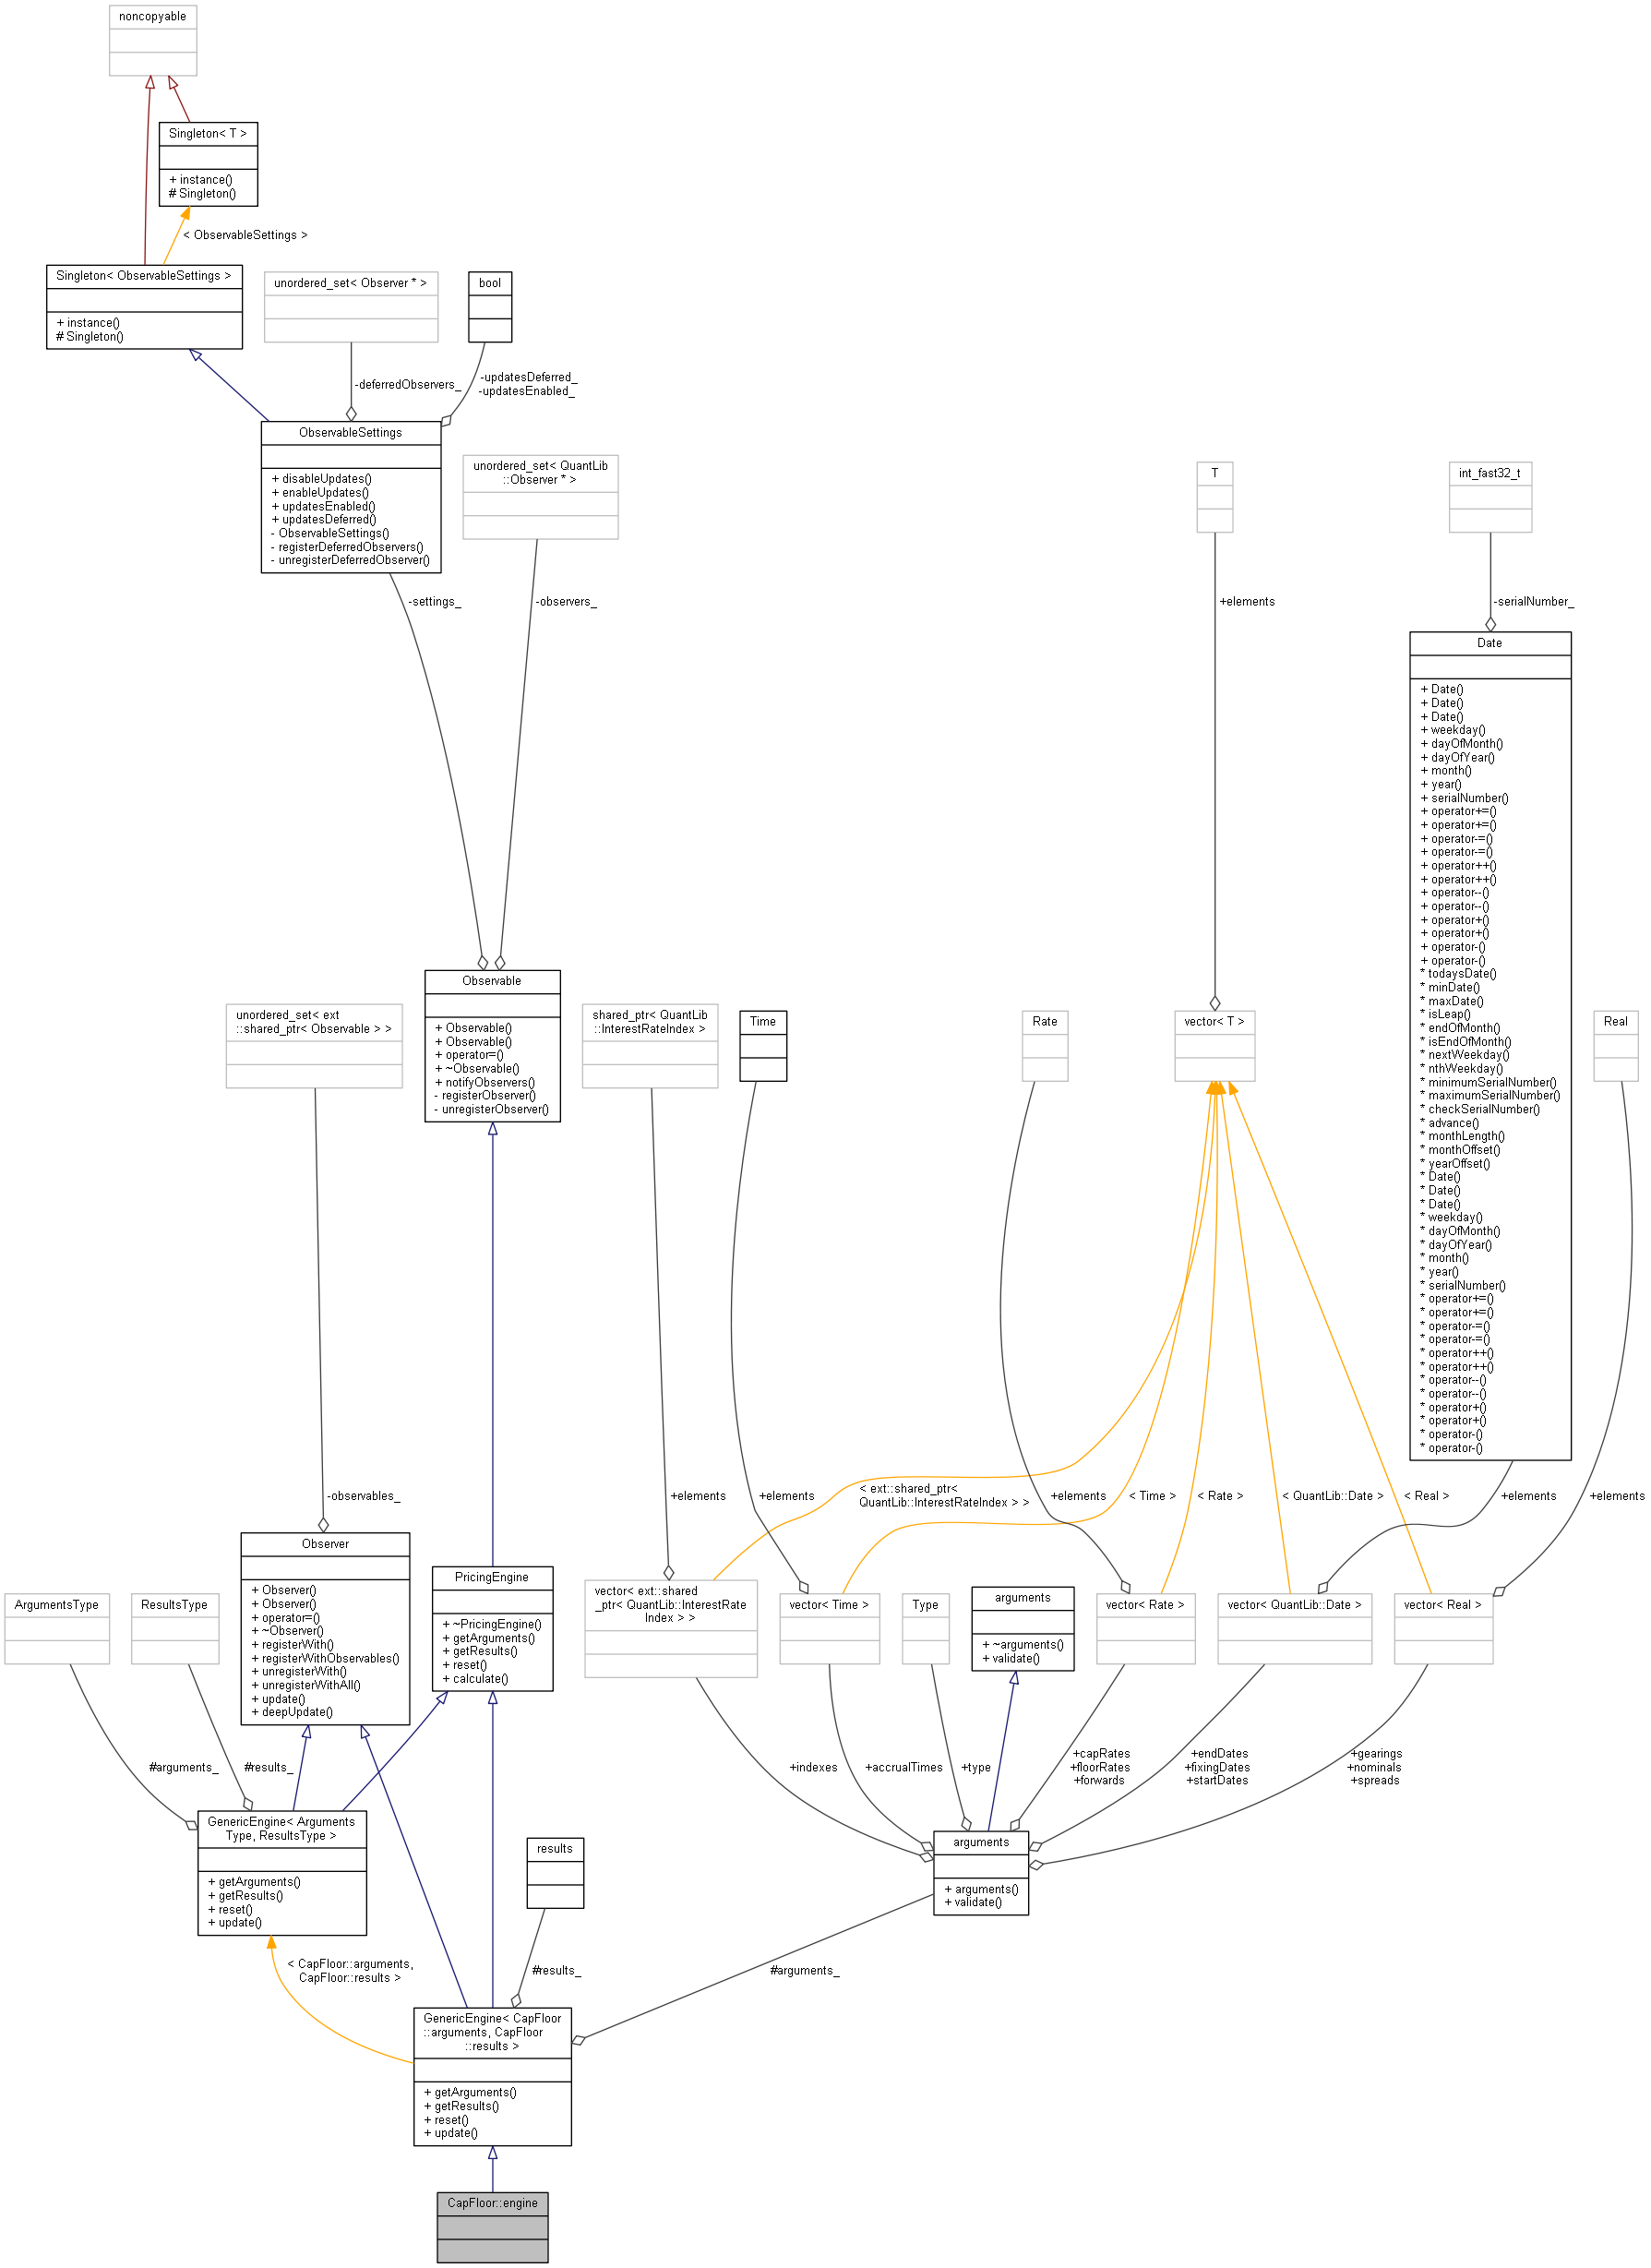 noncopyable
Singleton< T >
+ instance()
# Singleton()
< ObservableSettings >
Singleton< ObservableSettings >
+ instance()
# Singleton()
unordered_set< Observer * >
bool
-deferredObservers_
-updatesDeferred_
-updatesEnabled_
ObservableSettings
+ disableUpdates()
+ enableUpdates()
+ updatesEnabled()
+ updatesDeferred()
- ObservableSettings()
- registerDeferredObservers()
- unregisterDeferredObserver()
unordered_set< QuantLib
::Observer * >
T
int_fast32_t
-settings_
-observers_
+elements
-serialNumber_
Date
+ Date()
+ Date()
+ Date()
+ weekday()
+ dayOfMonth()
+ dayOfYear()
+ month()
+ year()
+ serialNumber()
+ operator+=()
+ operator+=()
+ operator-=()
+ operator-=()
+ operator++()
+ operator++()
+ operator--()
+ operator--()
+ operator+()
+ operator+()
+ operator-()
+ operator-()
* todaysDate()
* minDate()
* maxDate()
* isLeap()
* endOfMonth()
* isEndOfMonth()
* nextWeekday()
* nthWeekday()
* minimumSerialNumber()
* maximumSerialNumber()
* checkSerialNumber()
* advance()
* monthLength()
* monthOffset()
* yearOffset()
* Date()
* Date()
* Date()
* weekday()
* dayOfMonth()
* dayOfYear()
* month()
* year()
* serialNumber()
* operator+=()
* operator+=()
* operator-=()
* operator-=()
* operator++()
* operator++()
* operator--()
* operator--()
* operator+()
* operator+()
* operator-()
* operator-()
Observable
+ Observable()
+ Observable()
+ operator=()
+ ~Observable()
+ notifyObservers()
- registerObserver()
- unregisterObserver()
unordered_set< ext
::shared_ptr< Observable > >
shared_ptr< QuantLib
::InterestRateIndex >
Time
Rate
vector< T >
Real
-observables_
+elements
+elements
< ext::shared_ptr<
QuantLib::InterestRateIndex > >
+elements
< Time >
< Rate >
< QuantLib::Date >
< Real >
+elements
+elements
Observer
+ Observer()
+ Observer()
+ operator=()
+ ~Observer()
+ registerWith()
+ registerWithObservables()
+ unregisterWith()
+ unregisterWithAll()
+ update()
+ deepUpdate()
PricingEngine
+ ~PricingEngine()
+ getArguments()
+ getResults()
+ reset()
+ calculate()
ArgumentsType
ResultsType
vector< ext::shared
_ptr< QuantLib::InterestRate
Index > >
vector< Time >
Type
arguments
+ ~arguments()
+ validate()
vector< Rate >
vector< QuantLib::Date >
vector< Real >
#arguments_
#results_
+indexes
+accrualTimes
+type
+capRates
+floorRates
+forwards
+endDates
+fixingDates
+startDates
+gearings
+nominals
+spreads
GenericEngine< Arguments
Type, ResultsType >
+ getArguments()
+ getResults()
+ reset()
+ update()
results
arguments
+ arguments()
+ validate()
< CapFloor::arguments,
CapFloor::results >
#results_
#arguments_
GenericEngine< CapFloor
::arguments, CapFloor
::results >
+ getArguments()
+ getResults()
+ reset()
+ update()
CapFloor::engine